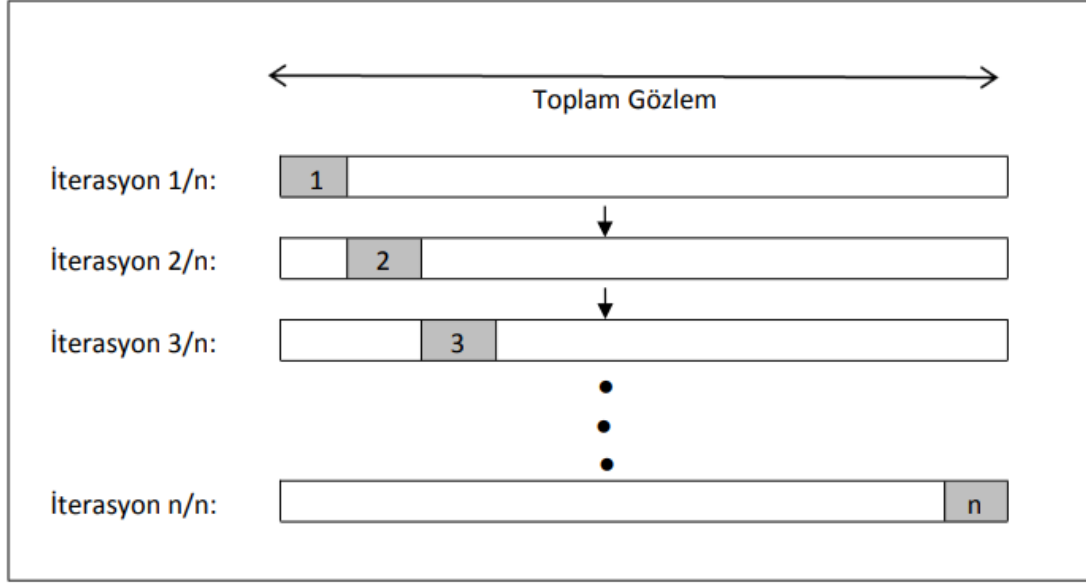 Toplam Gözlem
İterasyon 1/n: 1
İterasyon 2/n: 2
İterasyon 3/n: 3
İterasyon n/n: n